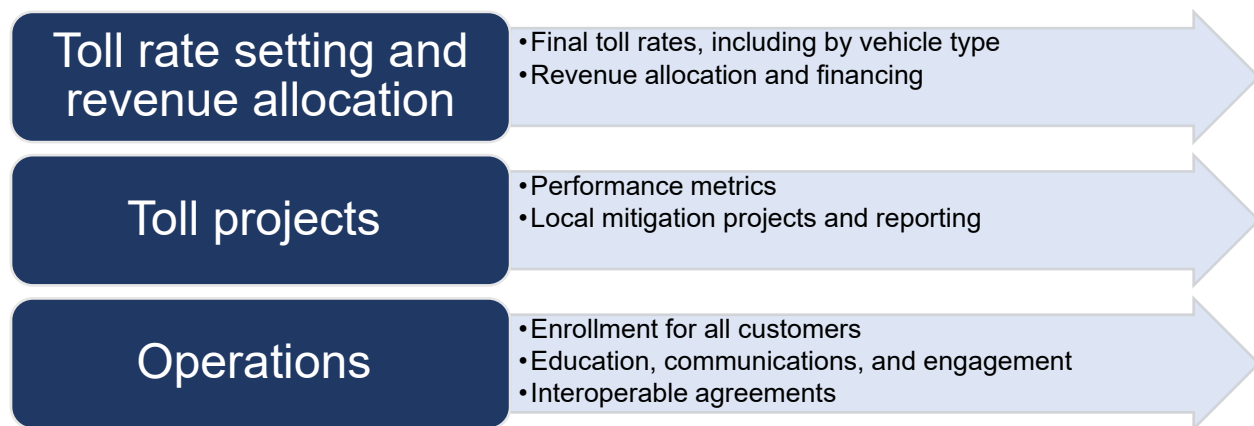 Toll rate setting and
revenue allocation
•Final toll rates, including by vehicle type
•Revenue allocation and financing
Toll projects
•Performance metrics
•Local mitigation projects and reporting
Operations
•Enrollment for all customers
•Education, communications, and engagement
•Interoperable agreements